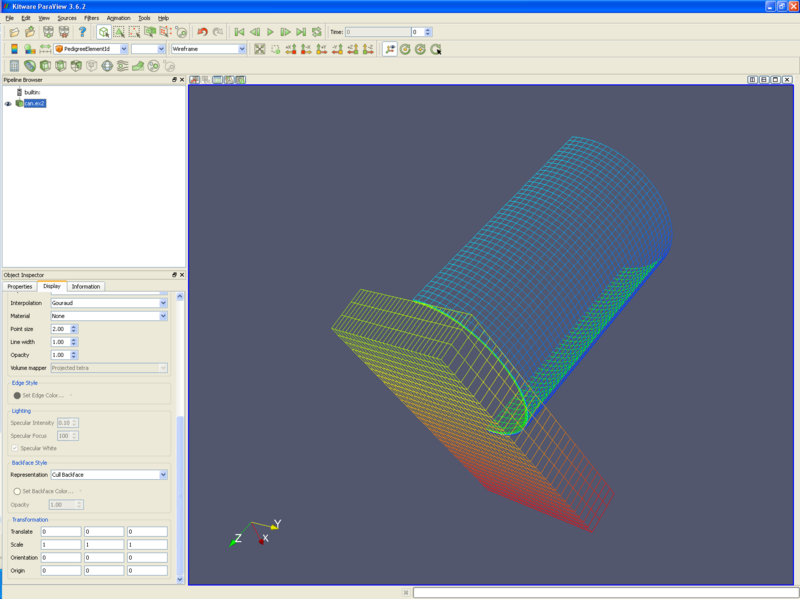 Kitware ParaView 3.6.2
File Edit View Sources Filters Animation Tools Help
Time: 0 0
PedigreeElementId Wireframe
Pipeline Browser
builtin:
can.ex2
Object Inspector
Properties Display Information
Interpolation Gouraud
Material None
Point size 2.00
Line width 1.00
Opacity 1.00
Volume mapper Projected tetra
Edge Style
Set Edge Color...
Lighting
Specular Intensity 0.10
Specular Focus 100
Specular White
Backface Style
Representation Cull Backface
Set Backface Color...
Opacity 1.00
Transformation
Translate 0 0 0
Scale 1 1 1
Orientation 0 0 0
Origin 0 0 0
Y
Z X